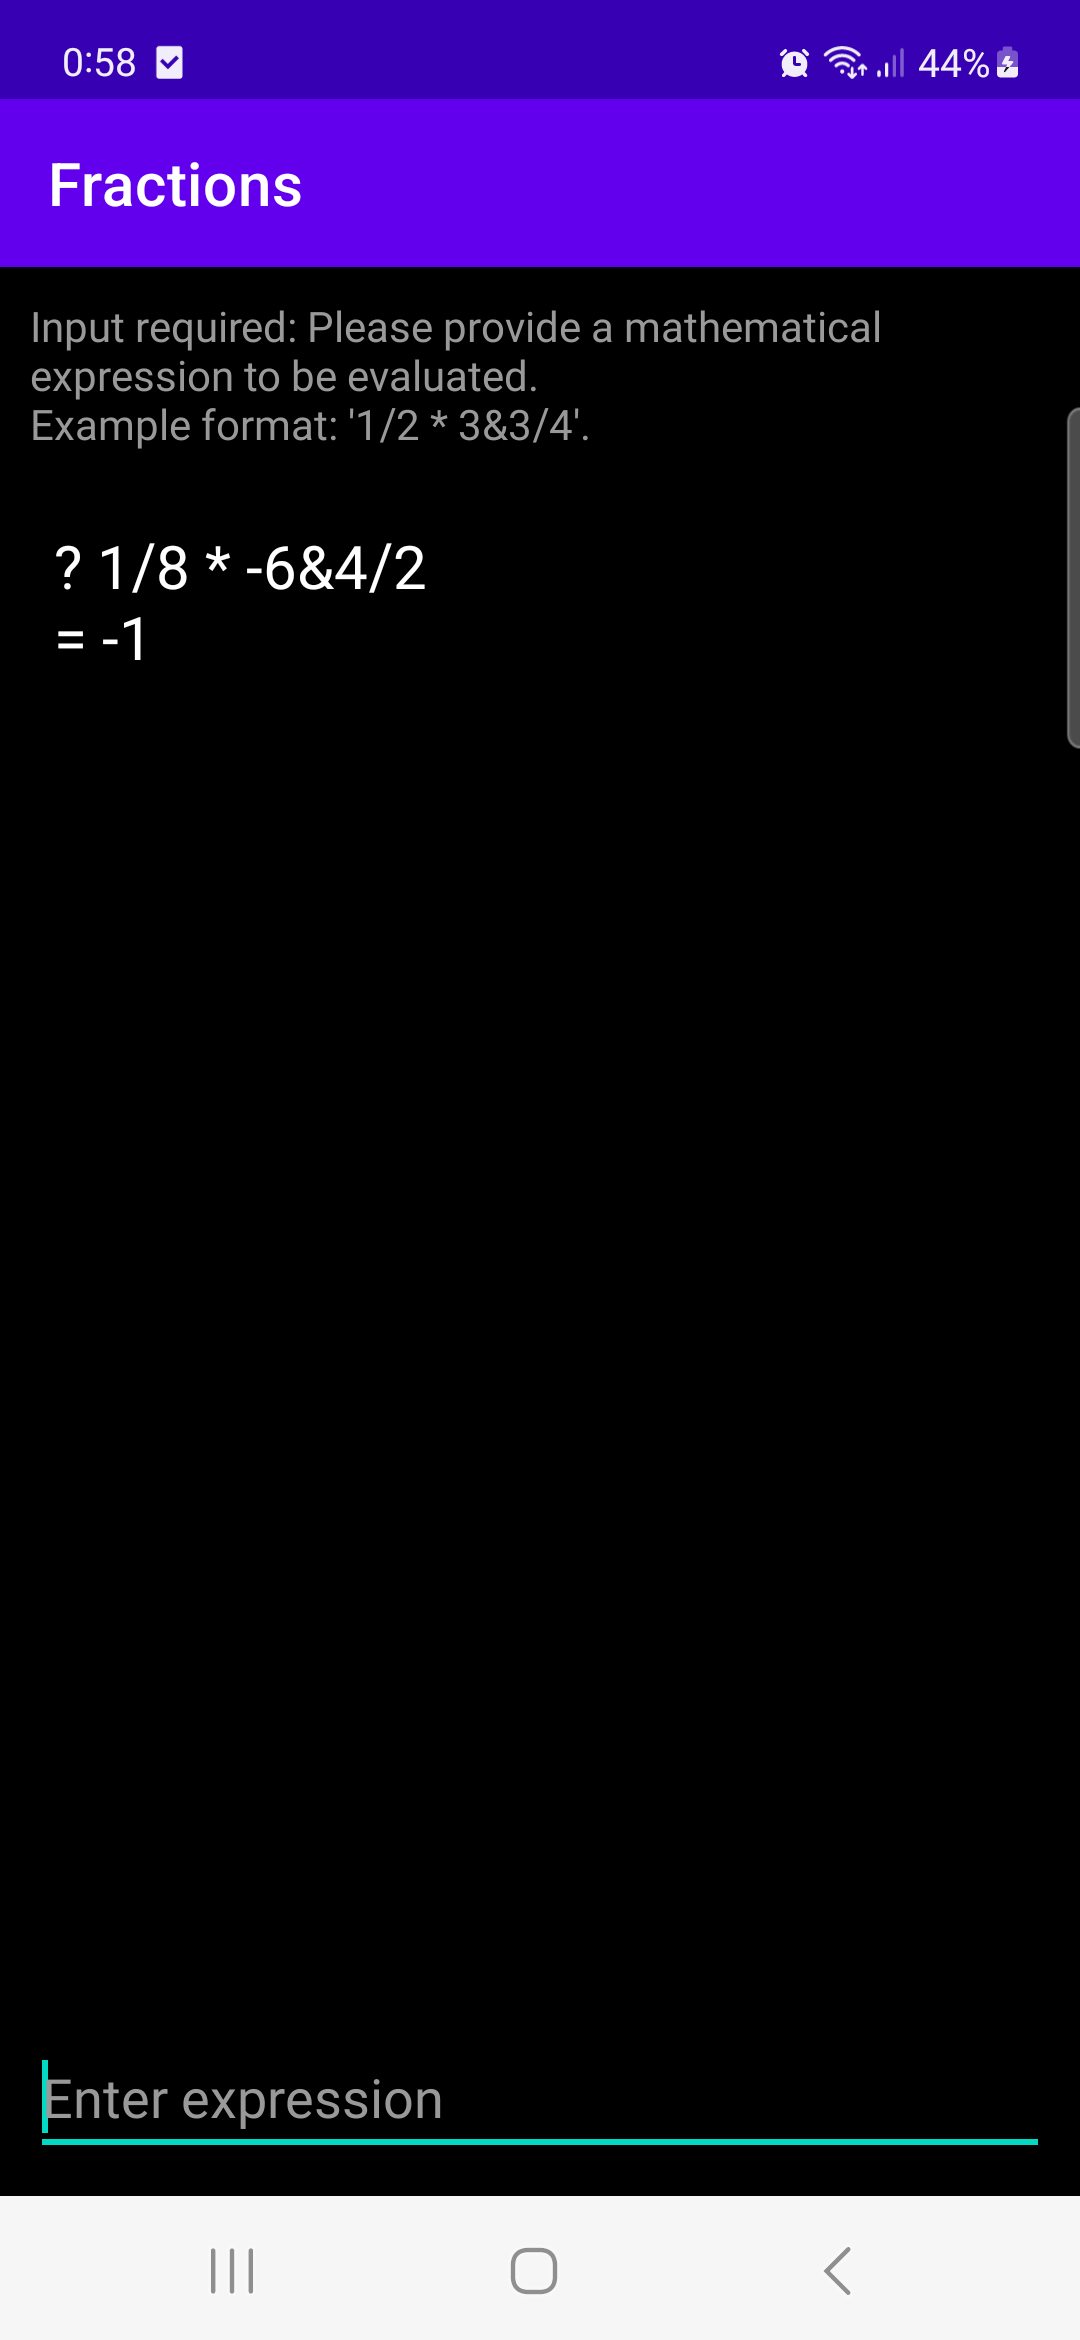 0:58 44%
Fractions
Input required: Please provide a mathematical
expression to be evaluated.
Example format: '1/2 * 3&3/4'.
? 1/8 * -6&4/2
= -1
Enter expression